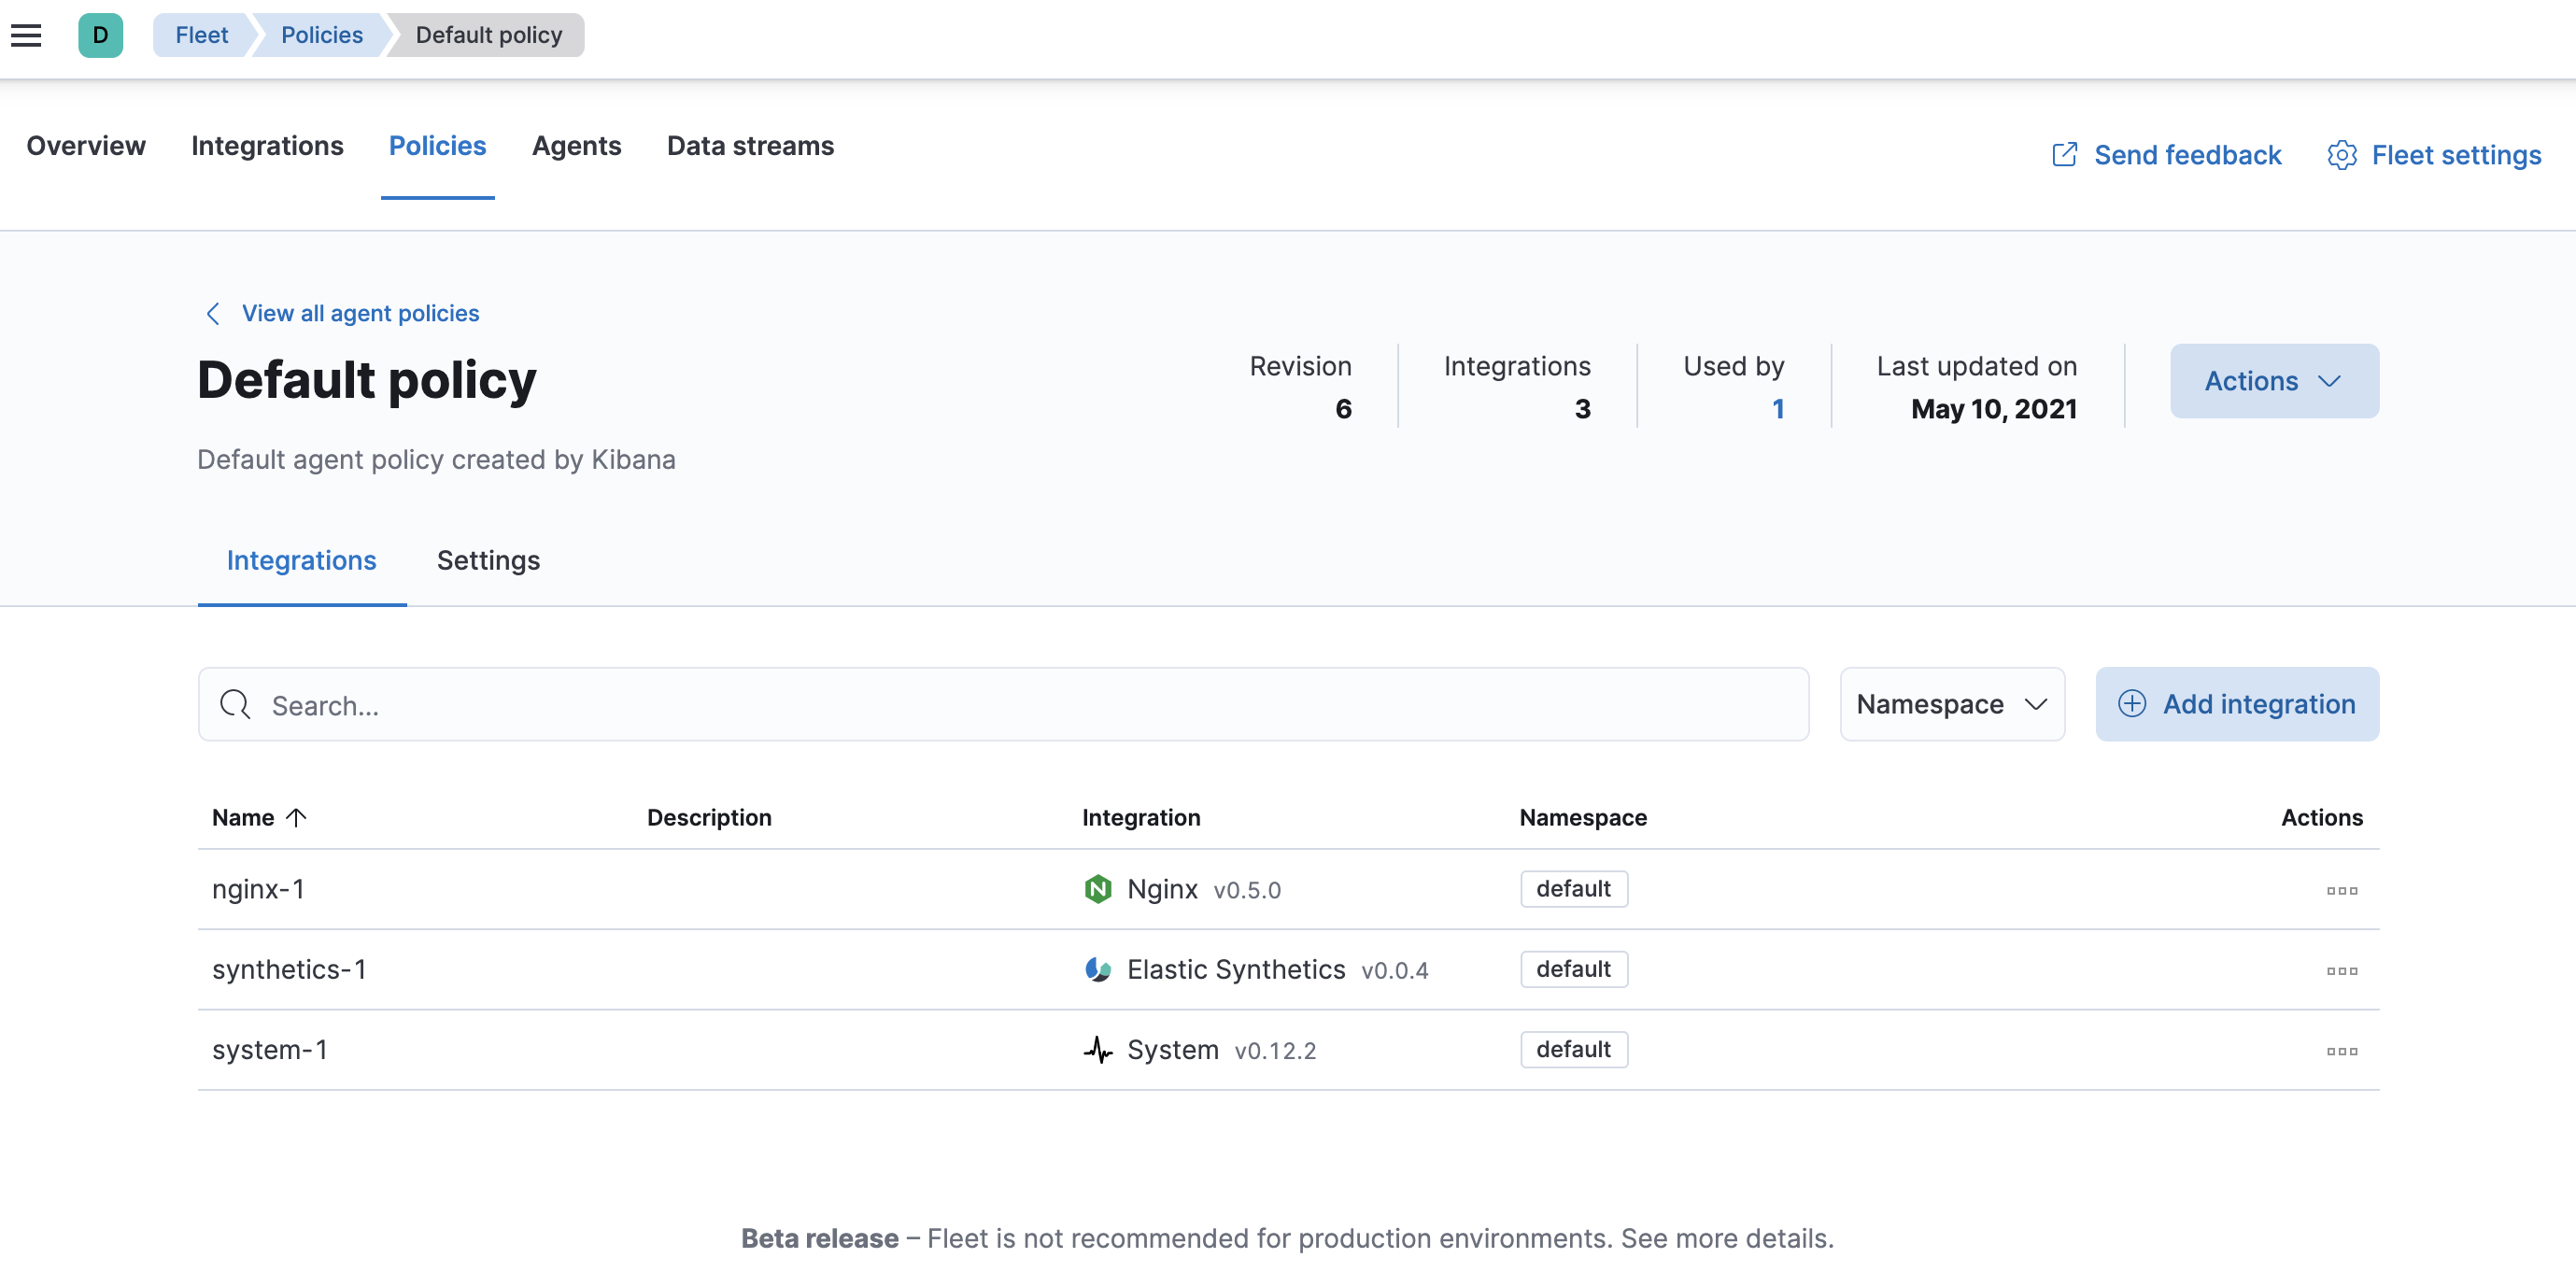 D Fleet Policies Default policy
Overview Integrations Policies Agents Data streams Send feedback Fleet settings
View all agent policies
Default policy
Default agent policy created by Kibana
Revision Integrations Used by Last updated on
6 3 1 May 10, 2021
Actions
Integrations Settings
Search... Namespace Add integration
Name Description Integration Namespace Actions
nginx-1 Nginx v0.5.0 default
synthetics-1 Elastic Synthetics v0.0.4 default
system-1 System v0.12.2 default
Beta release – Fleet is not recommended for production environments. See more details.